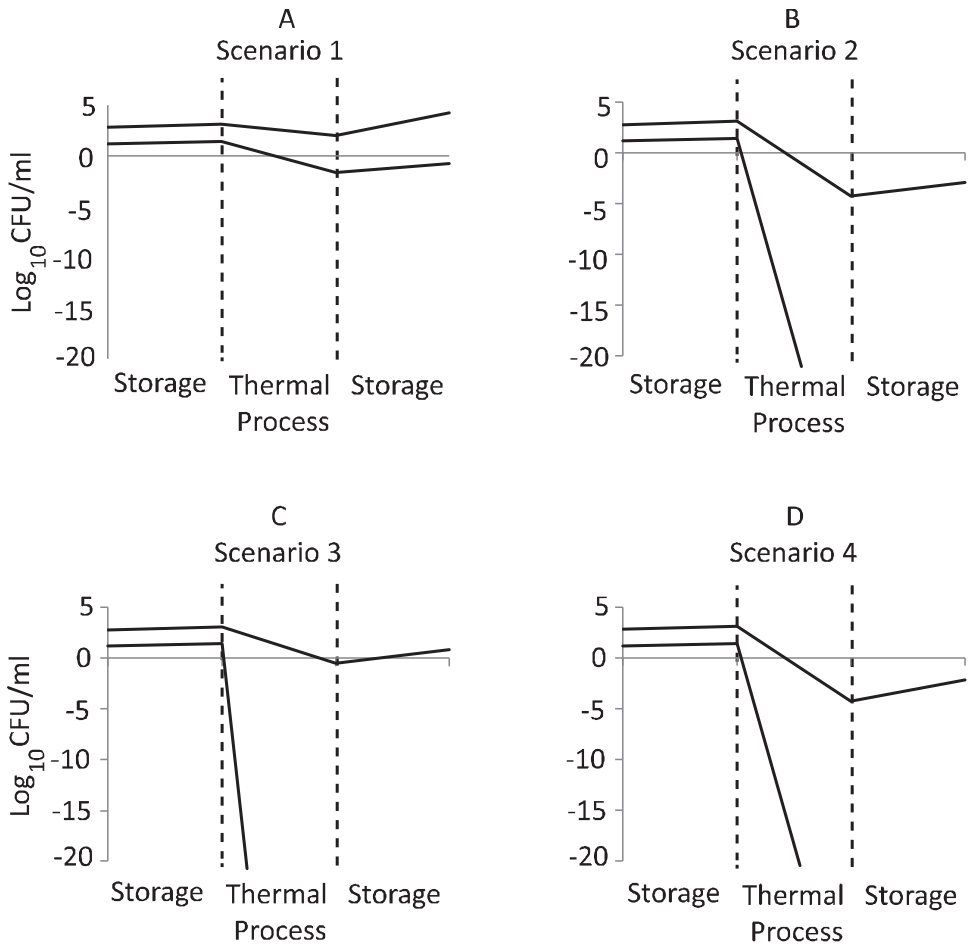 A
Scenario 1
5
0
-5
-10
-15
-20
Log10CFU/ml
Storage
Thermal
Process
Storage
B
Scenario 2
5
0
-5
-10
-15
-20
Storage
Thermal
Process
Storage
C
Scenario 3
5
0
-5
-10
-15
-20
Log10CFU/ml
Storage
Thermal
Process
Storage
D
Scenario 4
5
0
-5
-10
-15
-20
Storage
Thermal
Process
Storage